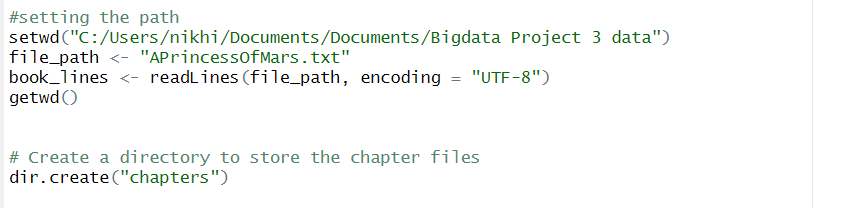 #setting the path
setwd("C:/Users/nikhi/Documents/Documents/Bigdata Project 3 data")
file_path <- "APrincessOfMars.txt"
book_lines <- readLines(file_path, encoding = "UTF-8")
getwd()
# Create a directory to store the chapter files
dir.create("chapters")